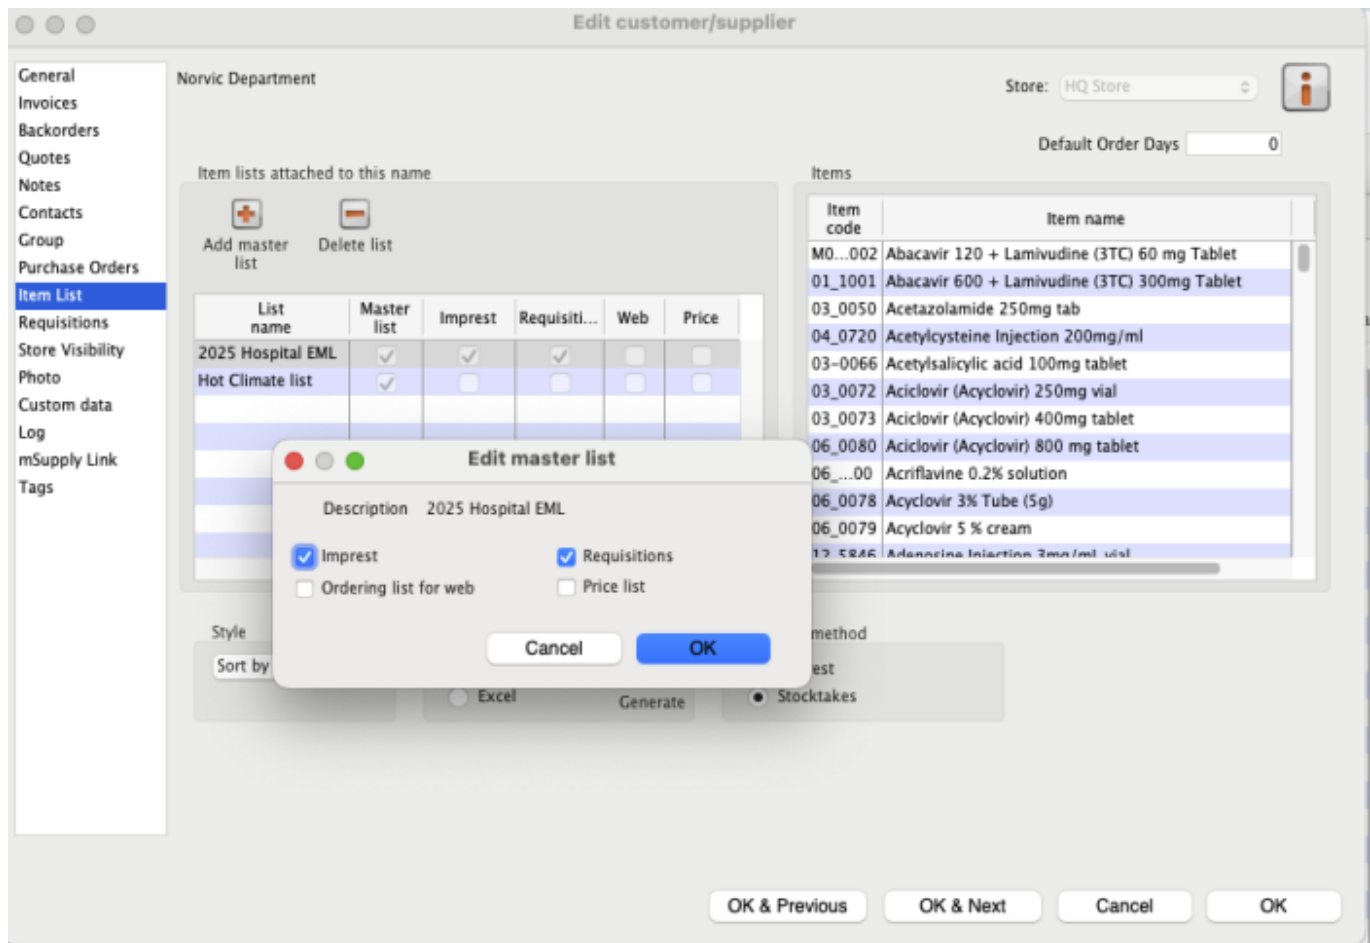 Edit customer/supplier
General
Invoices
Backorders
Quotes
Notes
Contacts
Group
Purchase Orders
Item List
Requisitions
Store Visibility
Photo
Custom data
Log
mSupply Link
Tags
Norvic Department
Store: HQ Store
Default Order Days 0
Item lists attached to this name
Add master
list
Delete list
List
name
Master
list
Imprest
Requisiti...
Web
Price
2025 Hospital EML
Hot Climate list
Items
Item
code
Item name
M0...002 Abacavir 120 + Lamivudine (3TC) 60 mg Tablet
01_1001 Abacavir 600 + Lamivudine (3TC) 300mg Tablet
03_0050 Acetazolamide 250mg tab
04_0720 Acetylcysteine Injection 200mg/ml
03-0066 Acetylsalicylic acid 100mg tablet
03_0072 Aciclovir (Acyclovir) 250mg vial
03_0073 Aciclovir (Acyclovir) 400mg tablet
06_0080 Aciclovir (Acyclovir) 800 mg tablet
06_...00 Acriflavine 0.2% solution
06_0078 Acyclovir 3% Tube (5g)
06_0079 Acyclovir 5 % cream
12_5846 Adenosine Injection 3mg/mL vial
Edit master list
Description 2025 Hospital EML
Imprest Requisitions
Ordering list for web Price list
Cancel OK
Style
Sort by
Excel
Generate
method
est
Stocktakes
OK & Previous OK & Next Cancel OK